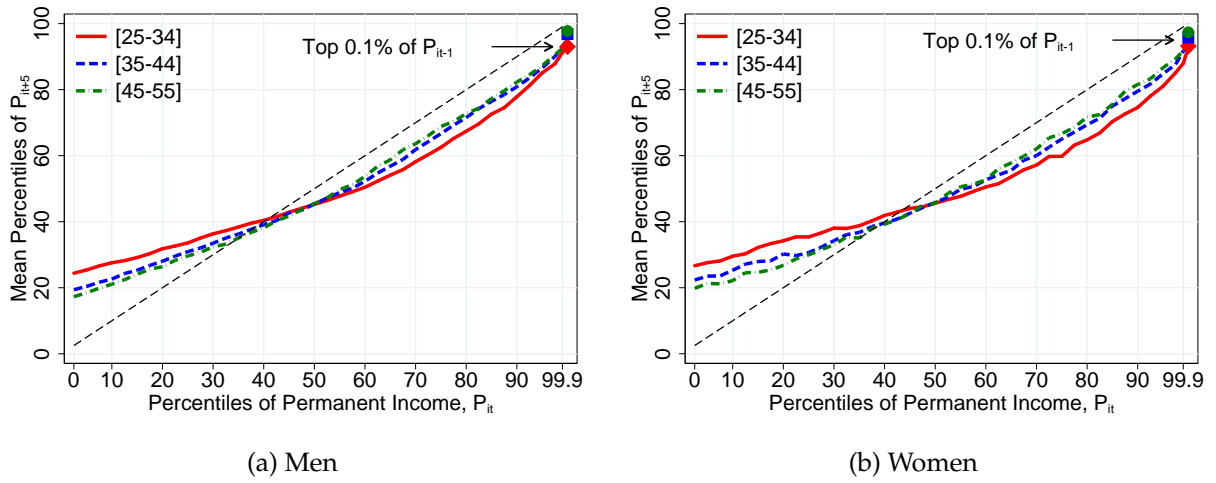 [25-34]
[35-44]
[45-55]
Top 0.1% of P_it-1
Mean Percentiles of P_it+5
0 20 40 60 80 100
0 10 20 30 40 50 60 70 80 90 99.9
Percentiles of Permanent Income, P_it
(a) Men
[25-34]
[35-44]
[45-55]
Top 0.1% of P_it-1
Mean Percentiles of P_it+5
0 20 40 60 80 100
0 10 20 30 40 50 60 70 80 90 99.9
Percentiles of Permanent Income, P_it
(b) Women